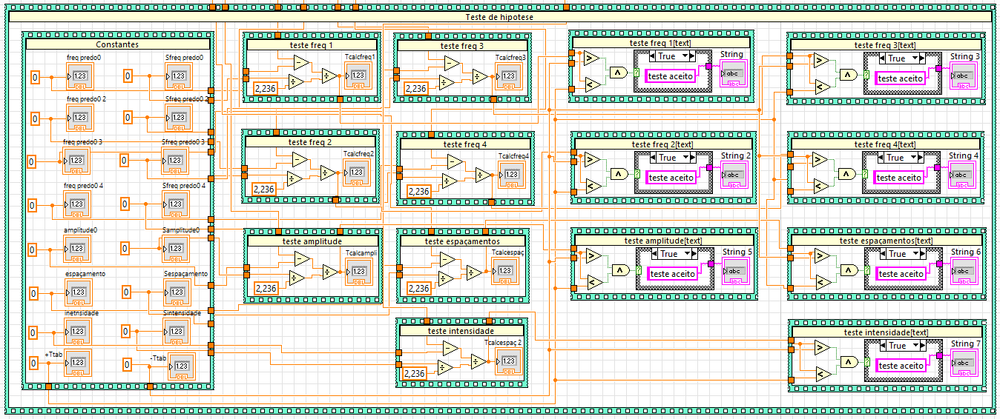 Teste de hipotese
Constantes
freq predo0
Sfreq predo0
0
1.23
DBL
0
1.23
DBL
freq predo0 2
Sfreq predo0 2
0
1.23
DBL
0
1.23
DBL
freq predo0 3
Sfreq predo0 3
0
1.23
DBL
0
1.23
DBL
freq predo0 4
Sfreq predo0 4
0
1.23
DBL
0
1.23
DBL
amplitude0
Samplitude0
0
1.23
DBL
0
1.23
DBL
espaçamento
Sespaçamento
0
1.23
DBL
0
1.23
DBL
inetnsidade
Sintensidade
0
1.23
DBL
0
1.23
DBL
+Ttab
-Ttab
0
1.23
DBL
0
1.23
DBL
teste freq 1
Tcalcfreq1
1.23
DBL
2,236
teste freq 3
Tcalcfreq3
1.23
DBL
2,236
teste freq 2
Tcalcfreq2
1.23
DBL
2,236
teste freq 4
Tcalcfreq4
1.23
DBL
2,236
teste amplitude
Tcalcampli
1.23
DBL
2,236
teste espaçamentos
Tcalcespaç
1.23
DBL
2,236
teste intensidade
Tcalcespaç 2
1.23
DBL
2,236
teste freq 1[text]
True
String
teste aceito
abc
teste freq 3[text]
True
String 3
teste aceito
abc
teste freq 2[text]
True
String 2
teste aceito
abc
teste freq 4[text]
True
String 4
teste aceito
abc
teste amplitude[text]
True
String 5
teste aceito
abc
teste espaçamentos[text]
True
String 6
teste aceito
abc
teste intensidade[text]
True
String 7
teste aceito
abc